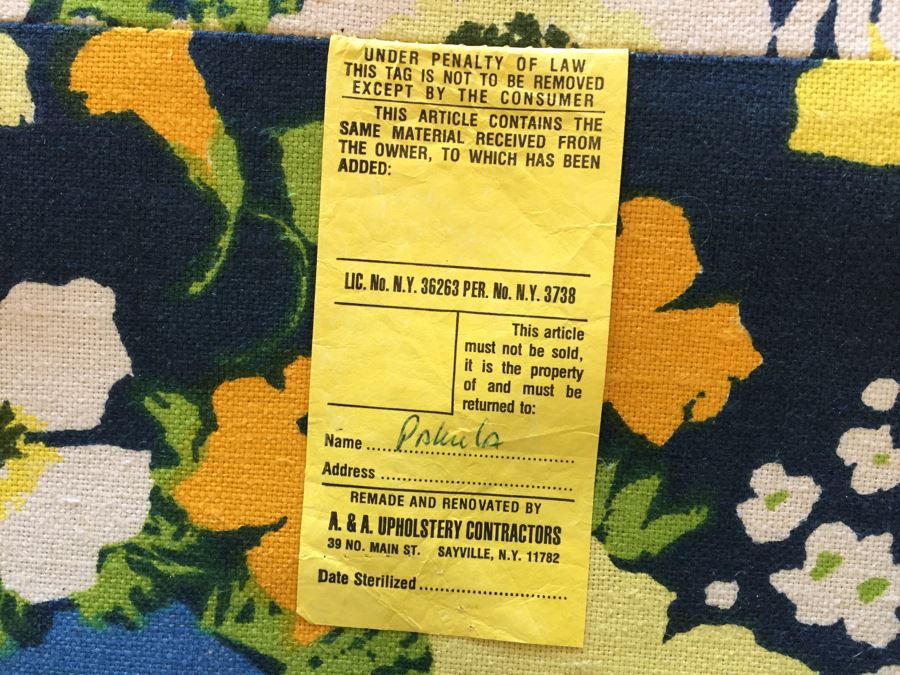 UNDER PENALTY OF LAW
THIS TAG IS NOT TO BE REMOVED
EXCEPT BY THE CONSUMER
THIS ARTICLE CONTAINS THE
SAME MATERIAL RECEIVED FROM
THE OWNER, TO WHICH HAS BEEN
ADDED:
LIC. No. N.Y. 36263 PER. No. N.Y. 3738
This article
must not be sold,
it is the property
of and must be
returned to:
Name
Address
REMADE AND RENOVATED BY
A. & A. UPHOLSTERY CONTRACTORS
39 NO. MAIN ST. SAYVILLE, N.Y. 11782
Date Sterilized